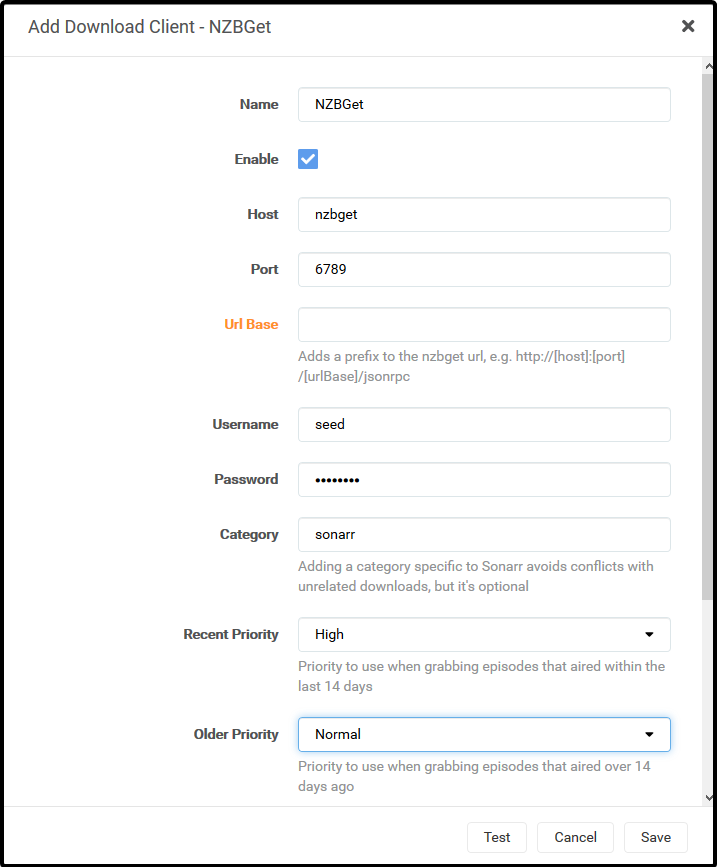 Add Download Client - NZBGet
Name
NZBGet
Enable
Host
nzbget
Port
6789
Url Base
Adds a prefix to the nzbget url, e.g. http://[host]:[port]
/[urlBase]/jsonrpc
Username
seed
Password
••••••••
Category
sonarr
Adding a category specific to Sonarr avoids conflicts with
unrelated downloads, but it's optional
Recent Priority
High
Priority to use when grabbing episodes that aired within the
last 14 days
Older Priority
Normal
Priority to use when grabbing episodes that aired over 14
days ago
Test
Cancel
Save